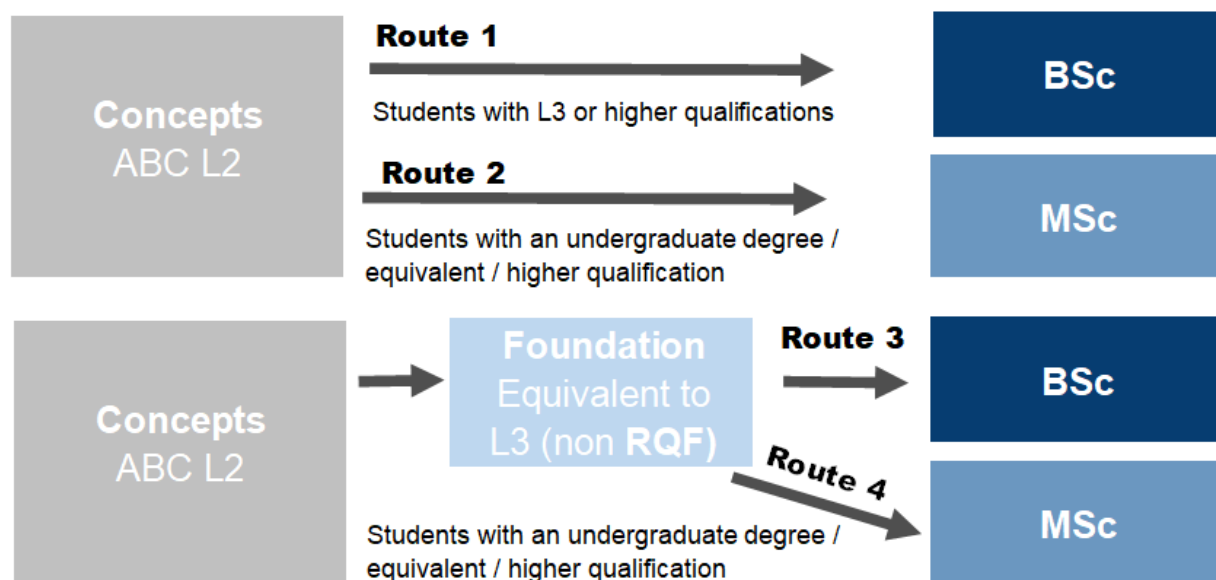 Route 1
Concepts
ABC L2
Students with L3 or higher qualifications
BSc
Route 2
Students with an undergraduate degree /
equivalent / higher qualification
MSc
Concepts
ABC L2
Foundation
Equivalent to
L3 (non RQF)
Route 3
BSc
Route 4
MSc
Students with an undergraduate degree /
equivalent / higher qualification